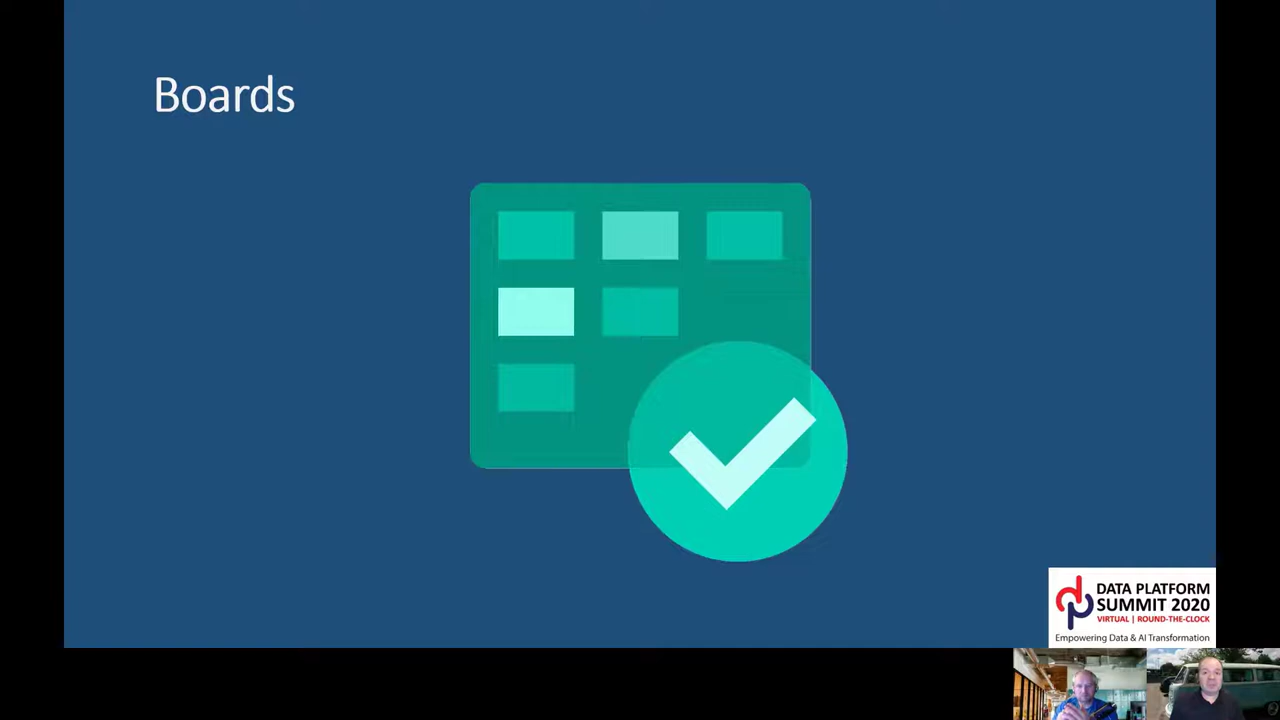 Boards
DATA PLATFORM
SUMMIT 2020
VIRTUAL | ROUND-THE-CLOCK
Empowering Data & AI Transformation